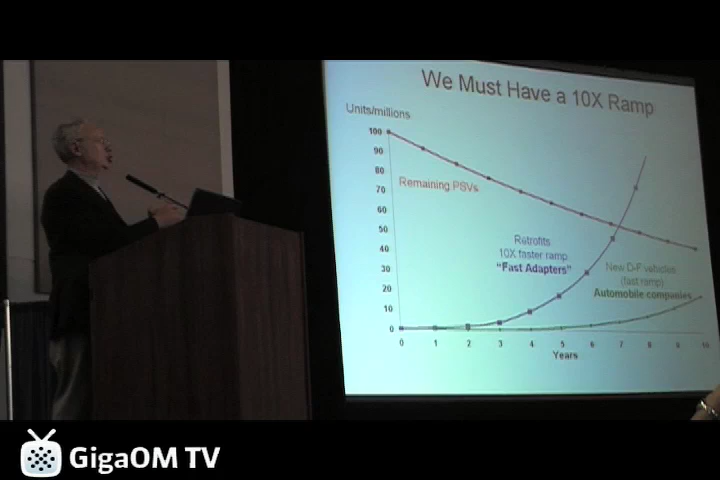 We Must Have a 10X Ramp
Units/millions
100
90
80
70
60
50
40
30
20
10
0
Remaining PSVs
Retrofits
10X faster ramp
"Fast Adapters"
New D-F vehicles
(fast ramp)
Automobile companies
0 1 2 3 4 5 6 7 8 9 10
Years
GigaOM TV